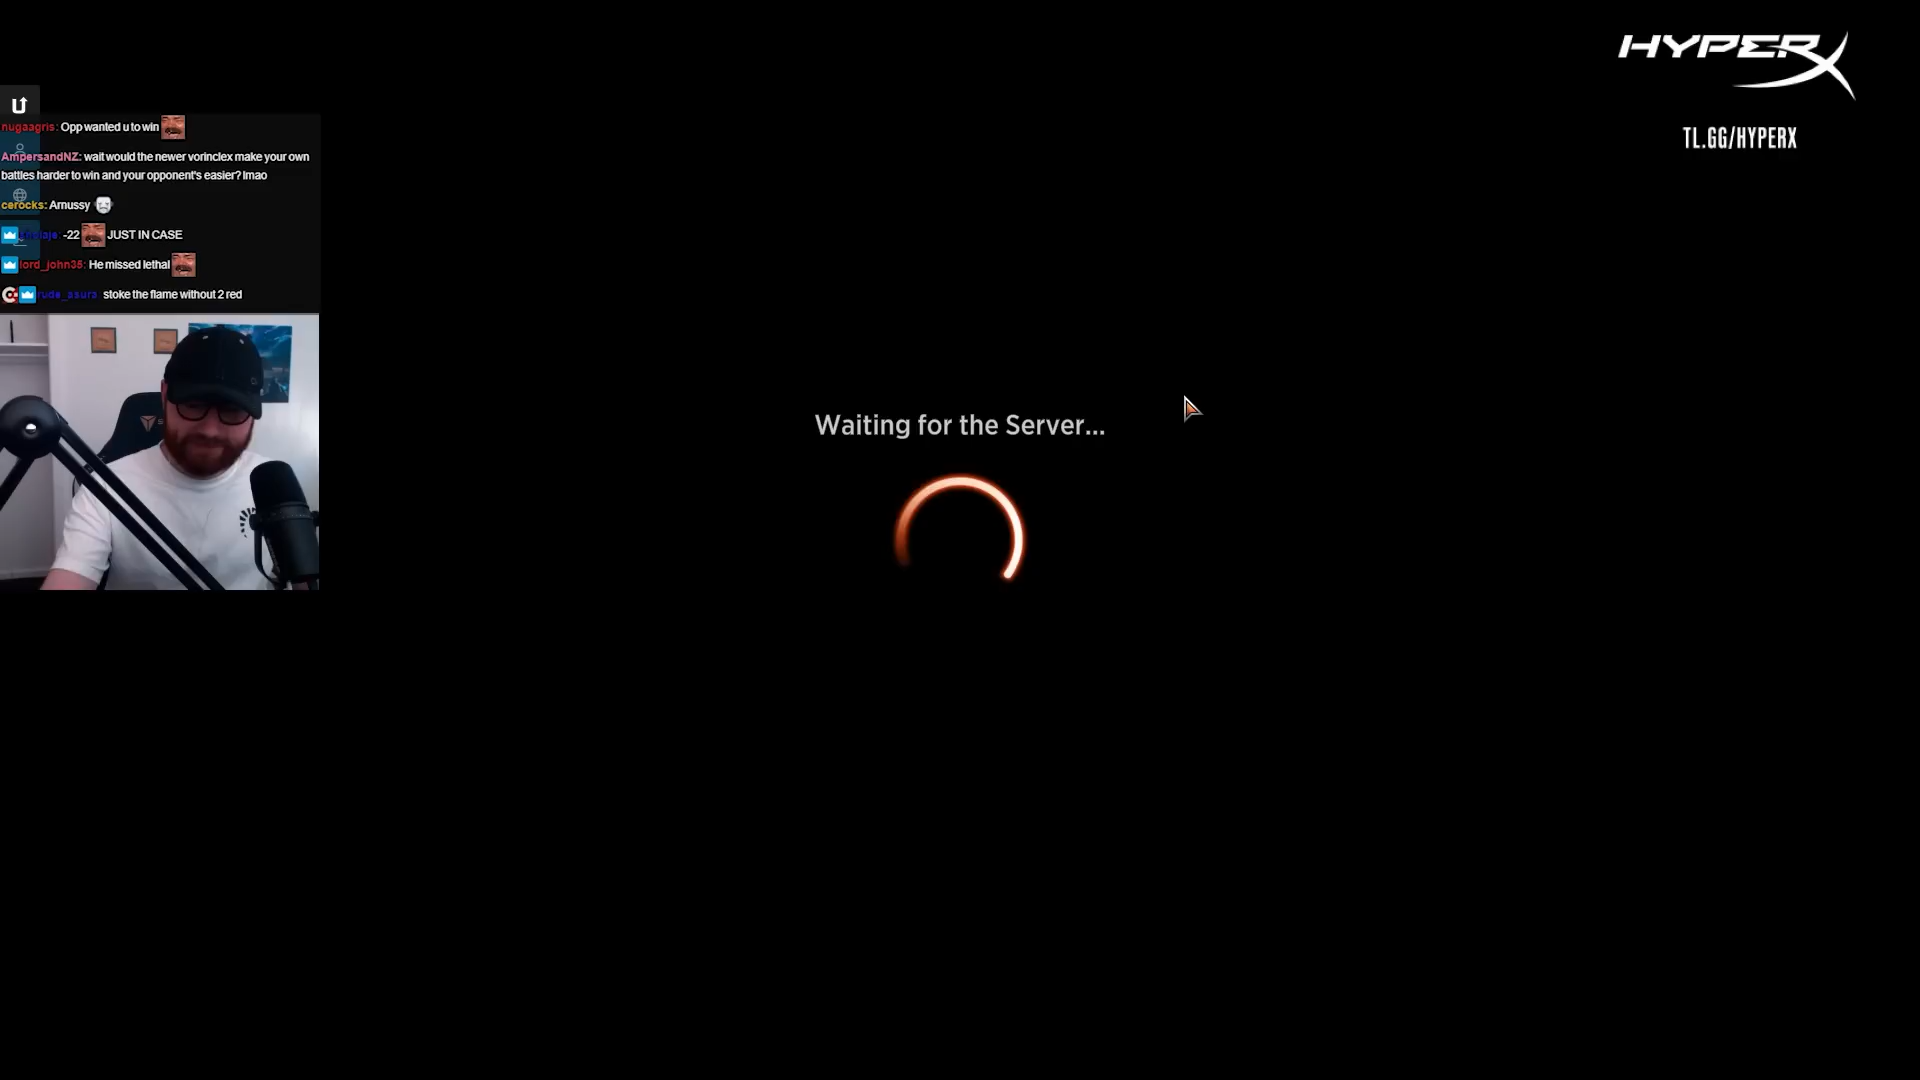 HYPERX
TL.GG/HYPERX
nugaagris: Opp wanted u to win
AmpersandNZ: wait would the newer vorinclex make your own
battles harder to win and your opponent's easier? lmao
cerocks: Arnussy
-22 JUST IN CASE
lord_john35: He missed lethal
rude_asura stoke the flame without 2 red
Waiting for the Server...